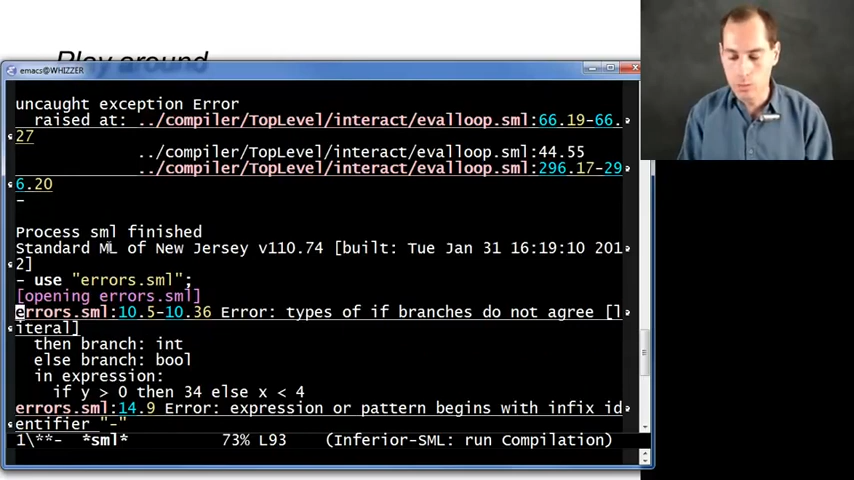 Play around
emacs@WHIZZER
uncaught exception Error
raised at: ../compiler/TopLevel/interact/evalloop.sml:66.19-66.
27
../compiler/TopLevel/interact/evalloop.sml:44.55
../compiler/TopLevel/interact/evalloop.sml:296.17-29
6.20
-
Process sml finished
Standard ML of New Jersey v110.74 [built: Tue Jan 31 16:19:10 201
2]
- use "errors.sml";
[opening errors.sml]
errors.sml:10.5-10.36 Error: types of if branches do not agree [l
iteral]
then branch: int
else branch: bool
in expression:
if y > 0 then 34 else x < 4
errors.sml:14.9 Error: expression or pattern begins with infix id
entifier "-"
1\**- *sml* 73% L93 (Inferior-SML: run Compilation)